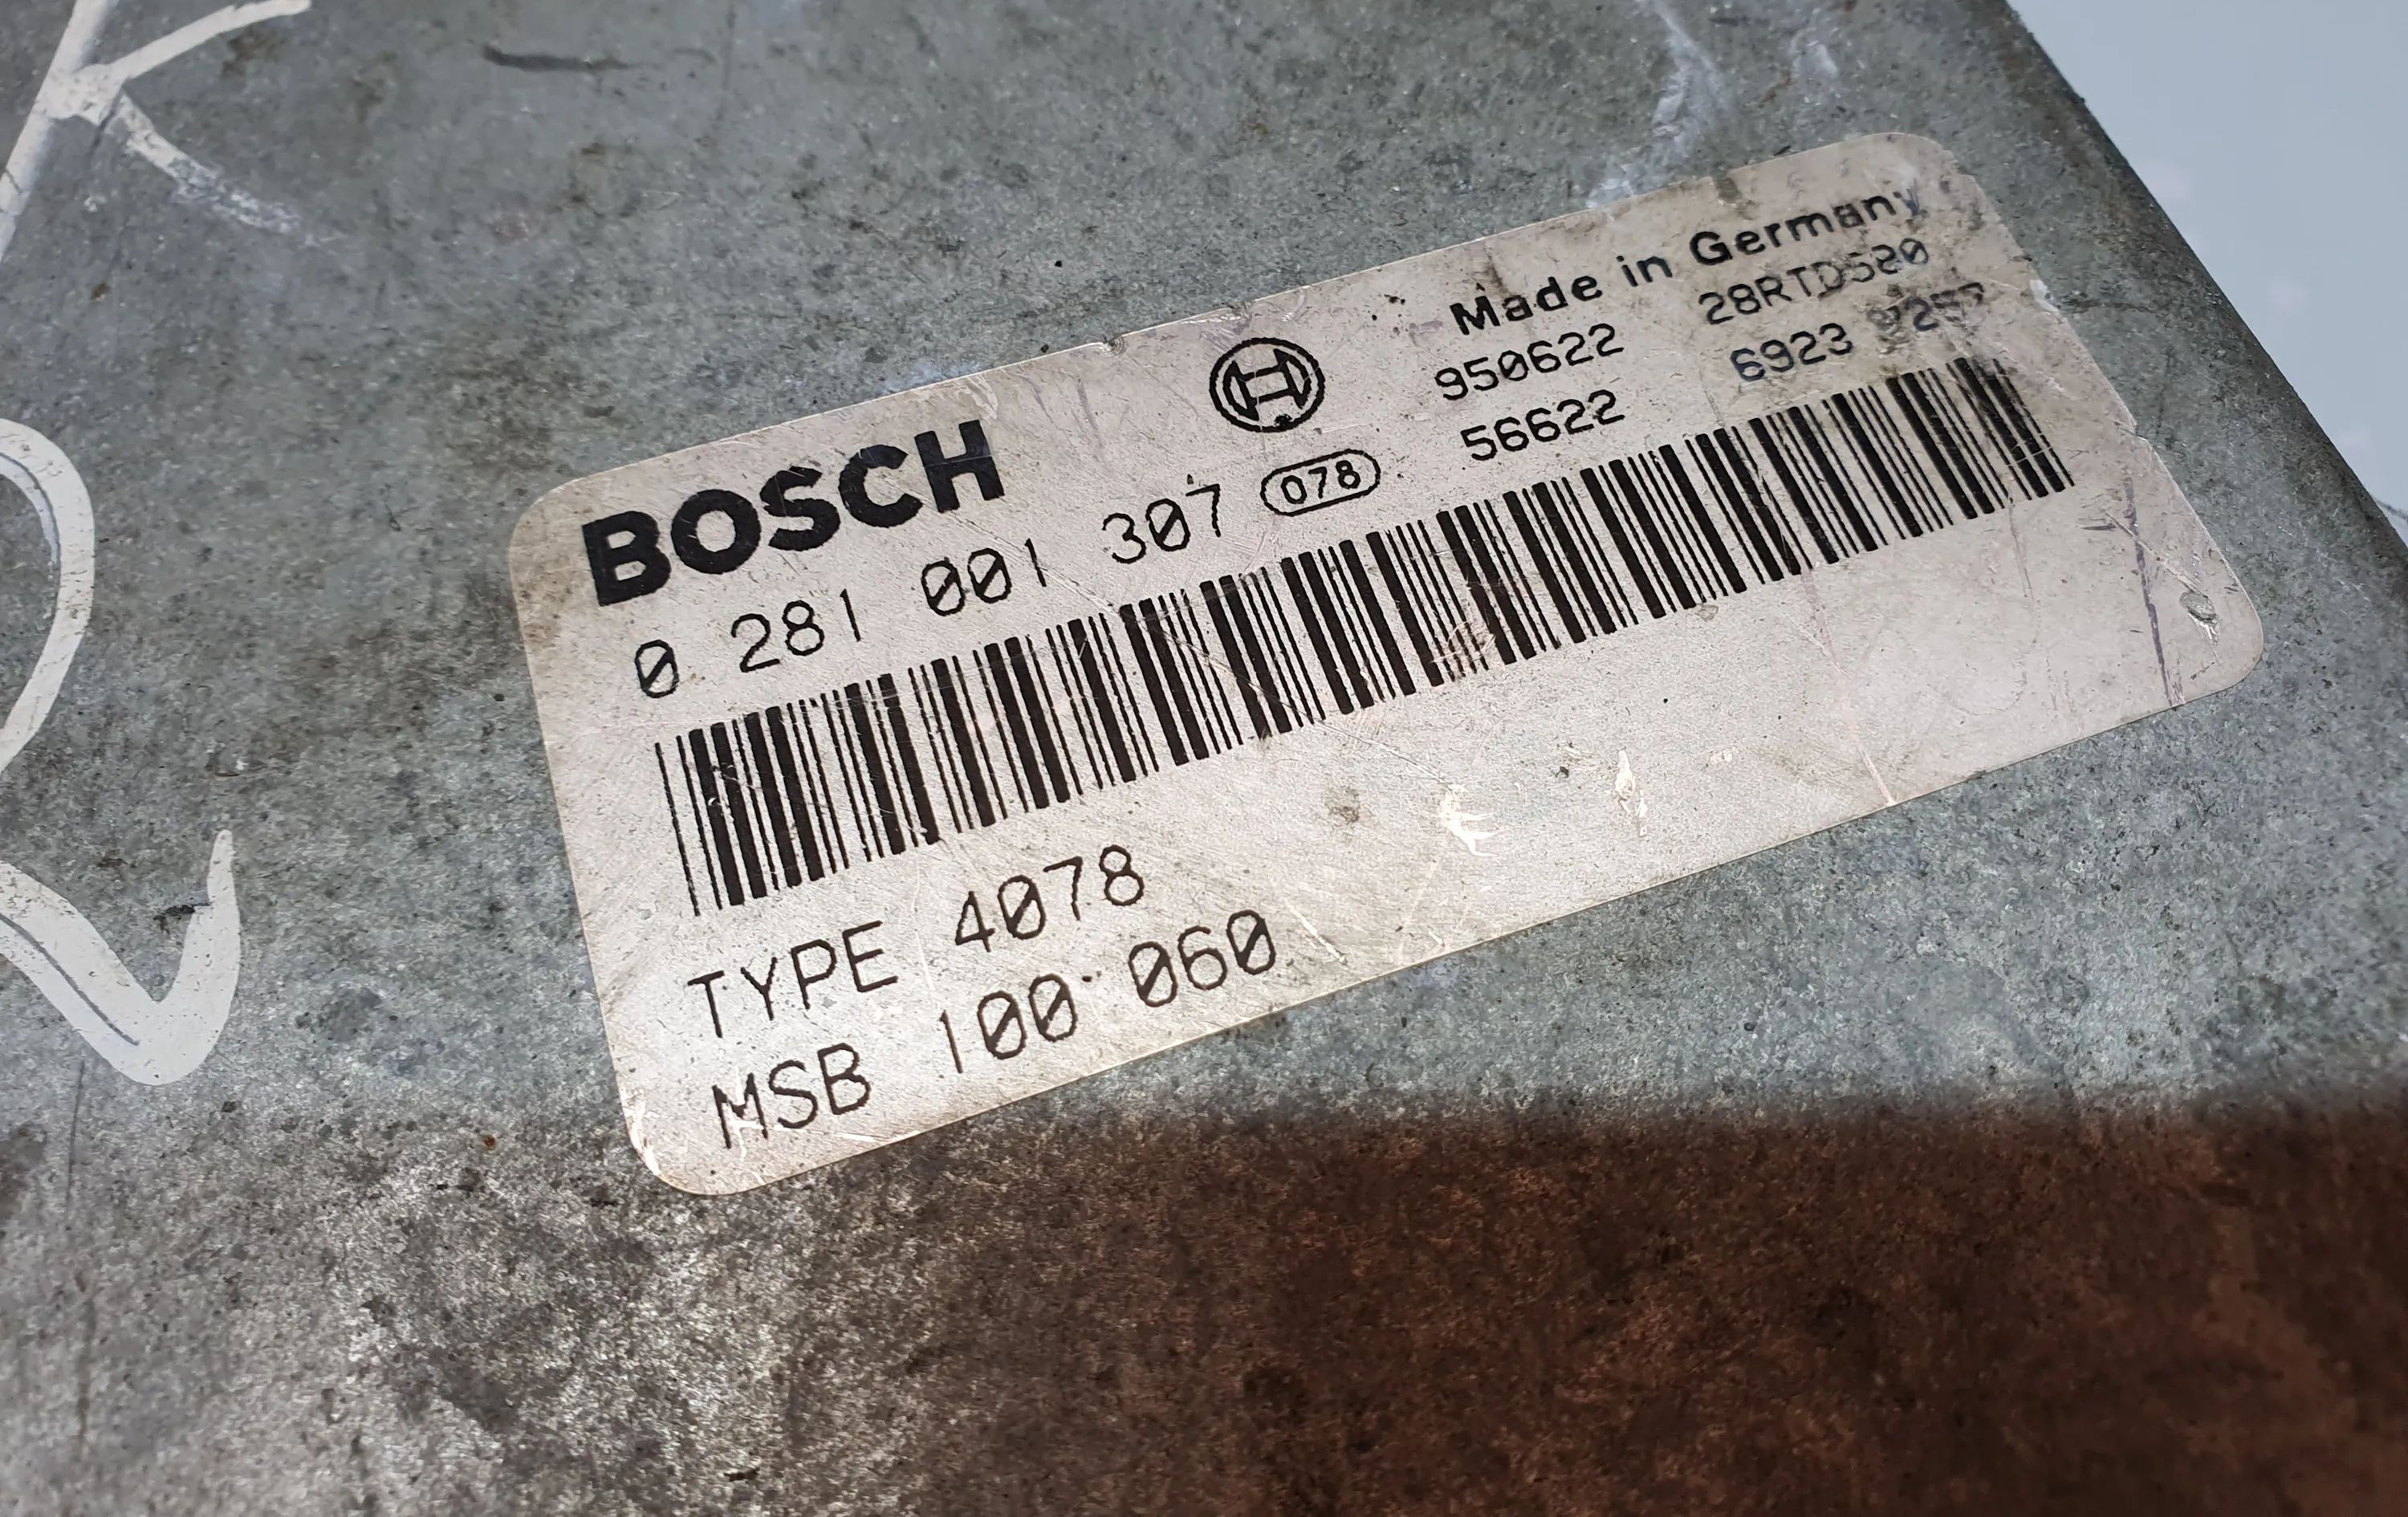 Made in Germany
BOSCH 950622 28RTD520
0 281 001 307 078 56622 6923
TYPE 4078
MSB 100 060